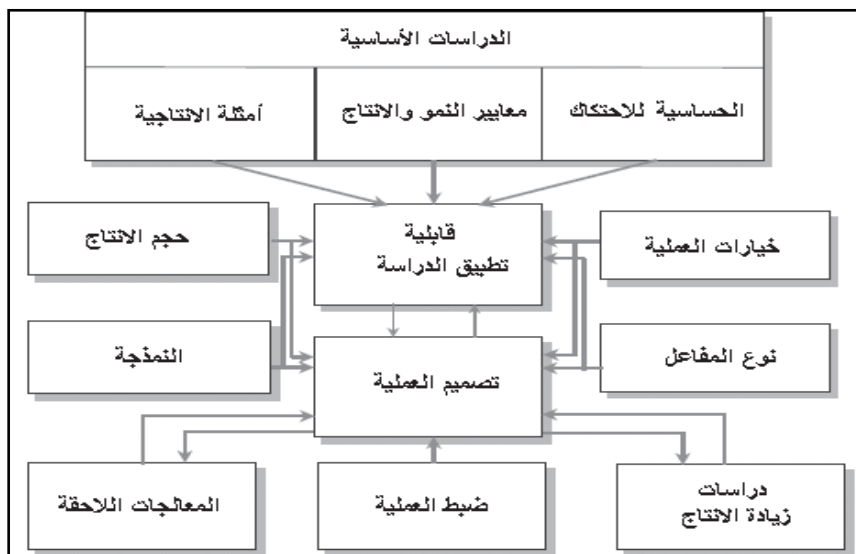 الدراسات الأساسية
الحساسية للاحتكاك
معايير النمو والانتاج
أمثلة الانتاجية
خيارات العملية
قابلية
تطبيق الدراسة
حجم الانتاج
نوع المفاعل
تصميم العملية
النمذجة
دراسات
زيادة الانتاج
ضبط العملية
المعالجات اللاحقة